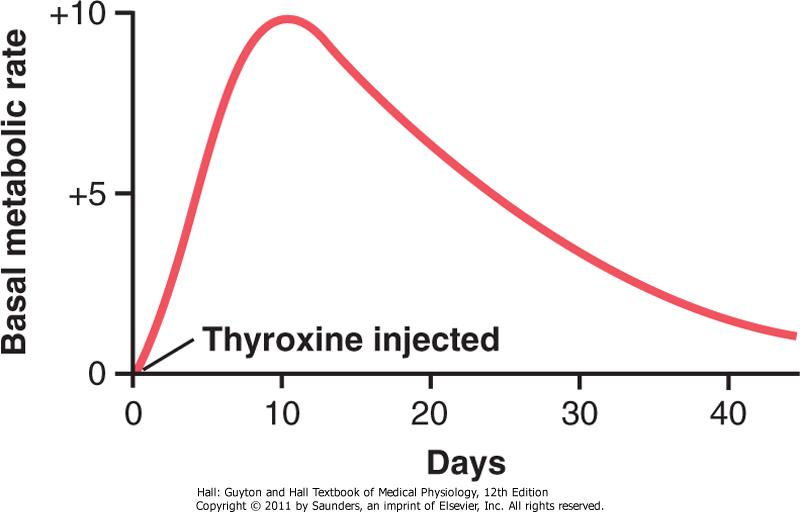 Basal metabolic rate
+10
+5
0
Thyroxine injected
0 10 20 30 40
Days
Hall: Guyton and Hall Textbook of Medical Physiology, 12th Edition
Copyright © 2011 by Saunders, an imprint of Elsevier, Inc. All rights reserved.